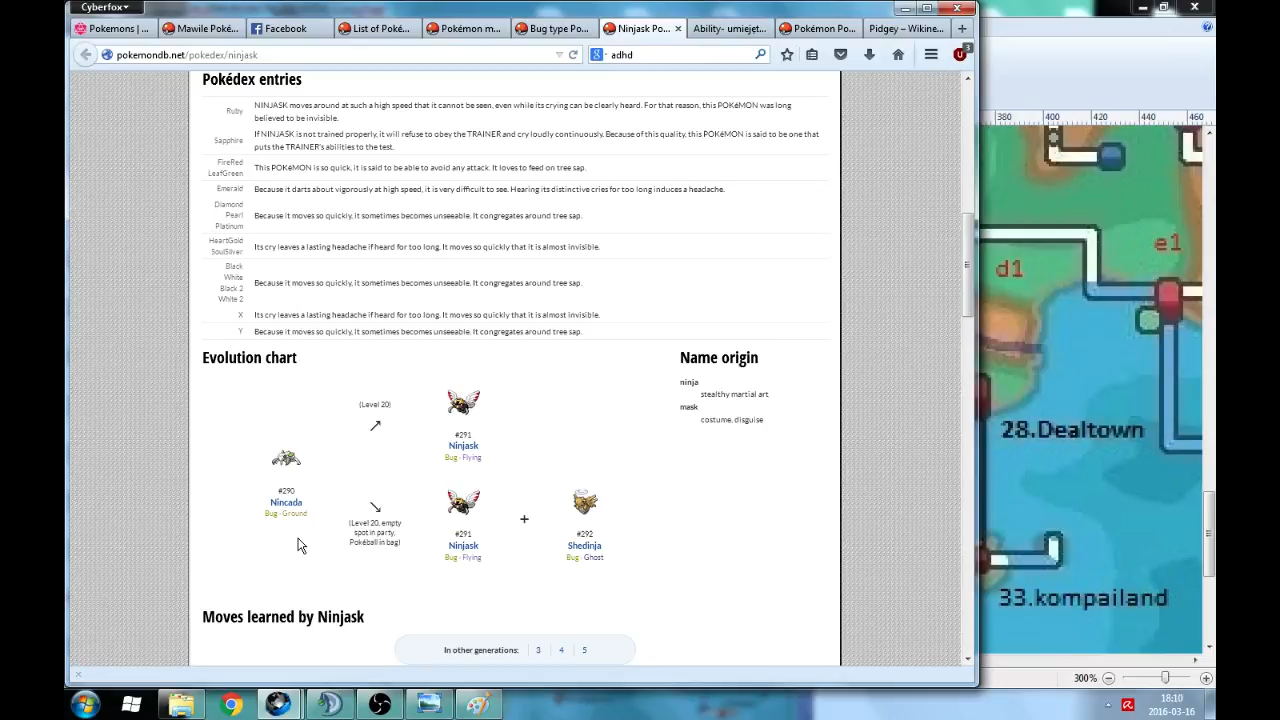 Cyberfox
Pokemons | ...
Mawile Poké...
Facebook
List of Poké...
Pokémon m...
Bug type Po...
Ninjask Po...
Ability- umiejęt...
Pokémon Po...
Pidgey – Wikine...
pokemondb.net/pokedex/ninjask
adhd
3
Pokédex entries
Ruby
NINJASK moves around at such a high speed that it cannot be seen, even while its crying can be clearly heard. For that reason, this POKéMON was long
believed to be invisible.
Sapphire
If NINJASK is not trained properly, it will refuse to obey the TRAINER and cry loudly continuously. Because of this quality, this POKéMON is said to be one that
puts the TRAINER's abilities to the test.
FireRed
LeafGreen
This POKéMON is so quick, it is said to be able to avoid any attack. It loves to feed on tree sap.
Emerald
Because it darts about vigorously at high speed, it is very difficult to see. Hearing its distinctive cries for too long induces a headache.
Diamond
Pearl
Platinum
Because it moves so quickly, it sometimes becomes unseeable. It congregates around tree sap.
HeartGold
SoulSilver
Its cry leaves a lasting headache if heard for too long. It moves so quickly that it is almost invisible.
Black
White
Black 2
White 2
Because it moves so quickly, it sometimes becomes unseeable. It congregates around tree sap.
X
Its cry leaves a lasting headache if heard for too long. It moves so quickly that it is almost invisible.
Y
Because it moves so quickly, it sometimes becomes unseeable. It congregates around tree sap.
Evolution chart
(Level 20)
#291
Ninjask
Bug · Flying
#290
Nincada
Bug · Ground
(Level 20, empty
spot in party,
Pokéball in bag)
#291
Ninjask
Bug · Flying
+
#292
Shedinja
Bug · Ghost
Name origin
ninja
stealthy martial art
mask
costume, disguise
Moves learned by Ninjask
In other generations: 3 4 5
380 400 420 440 460
e1
d1
28.Dealtown
33.kompailand
300%
18:10
2016-03-16